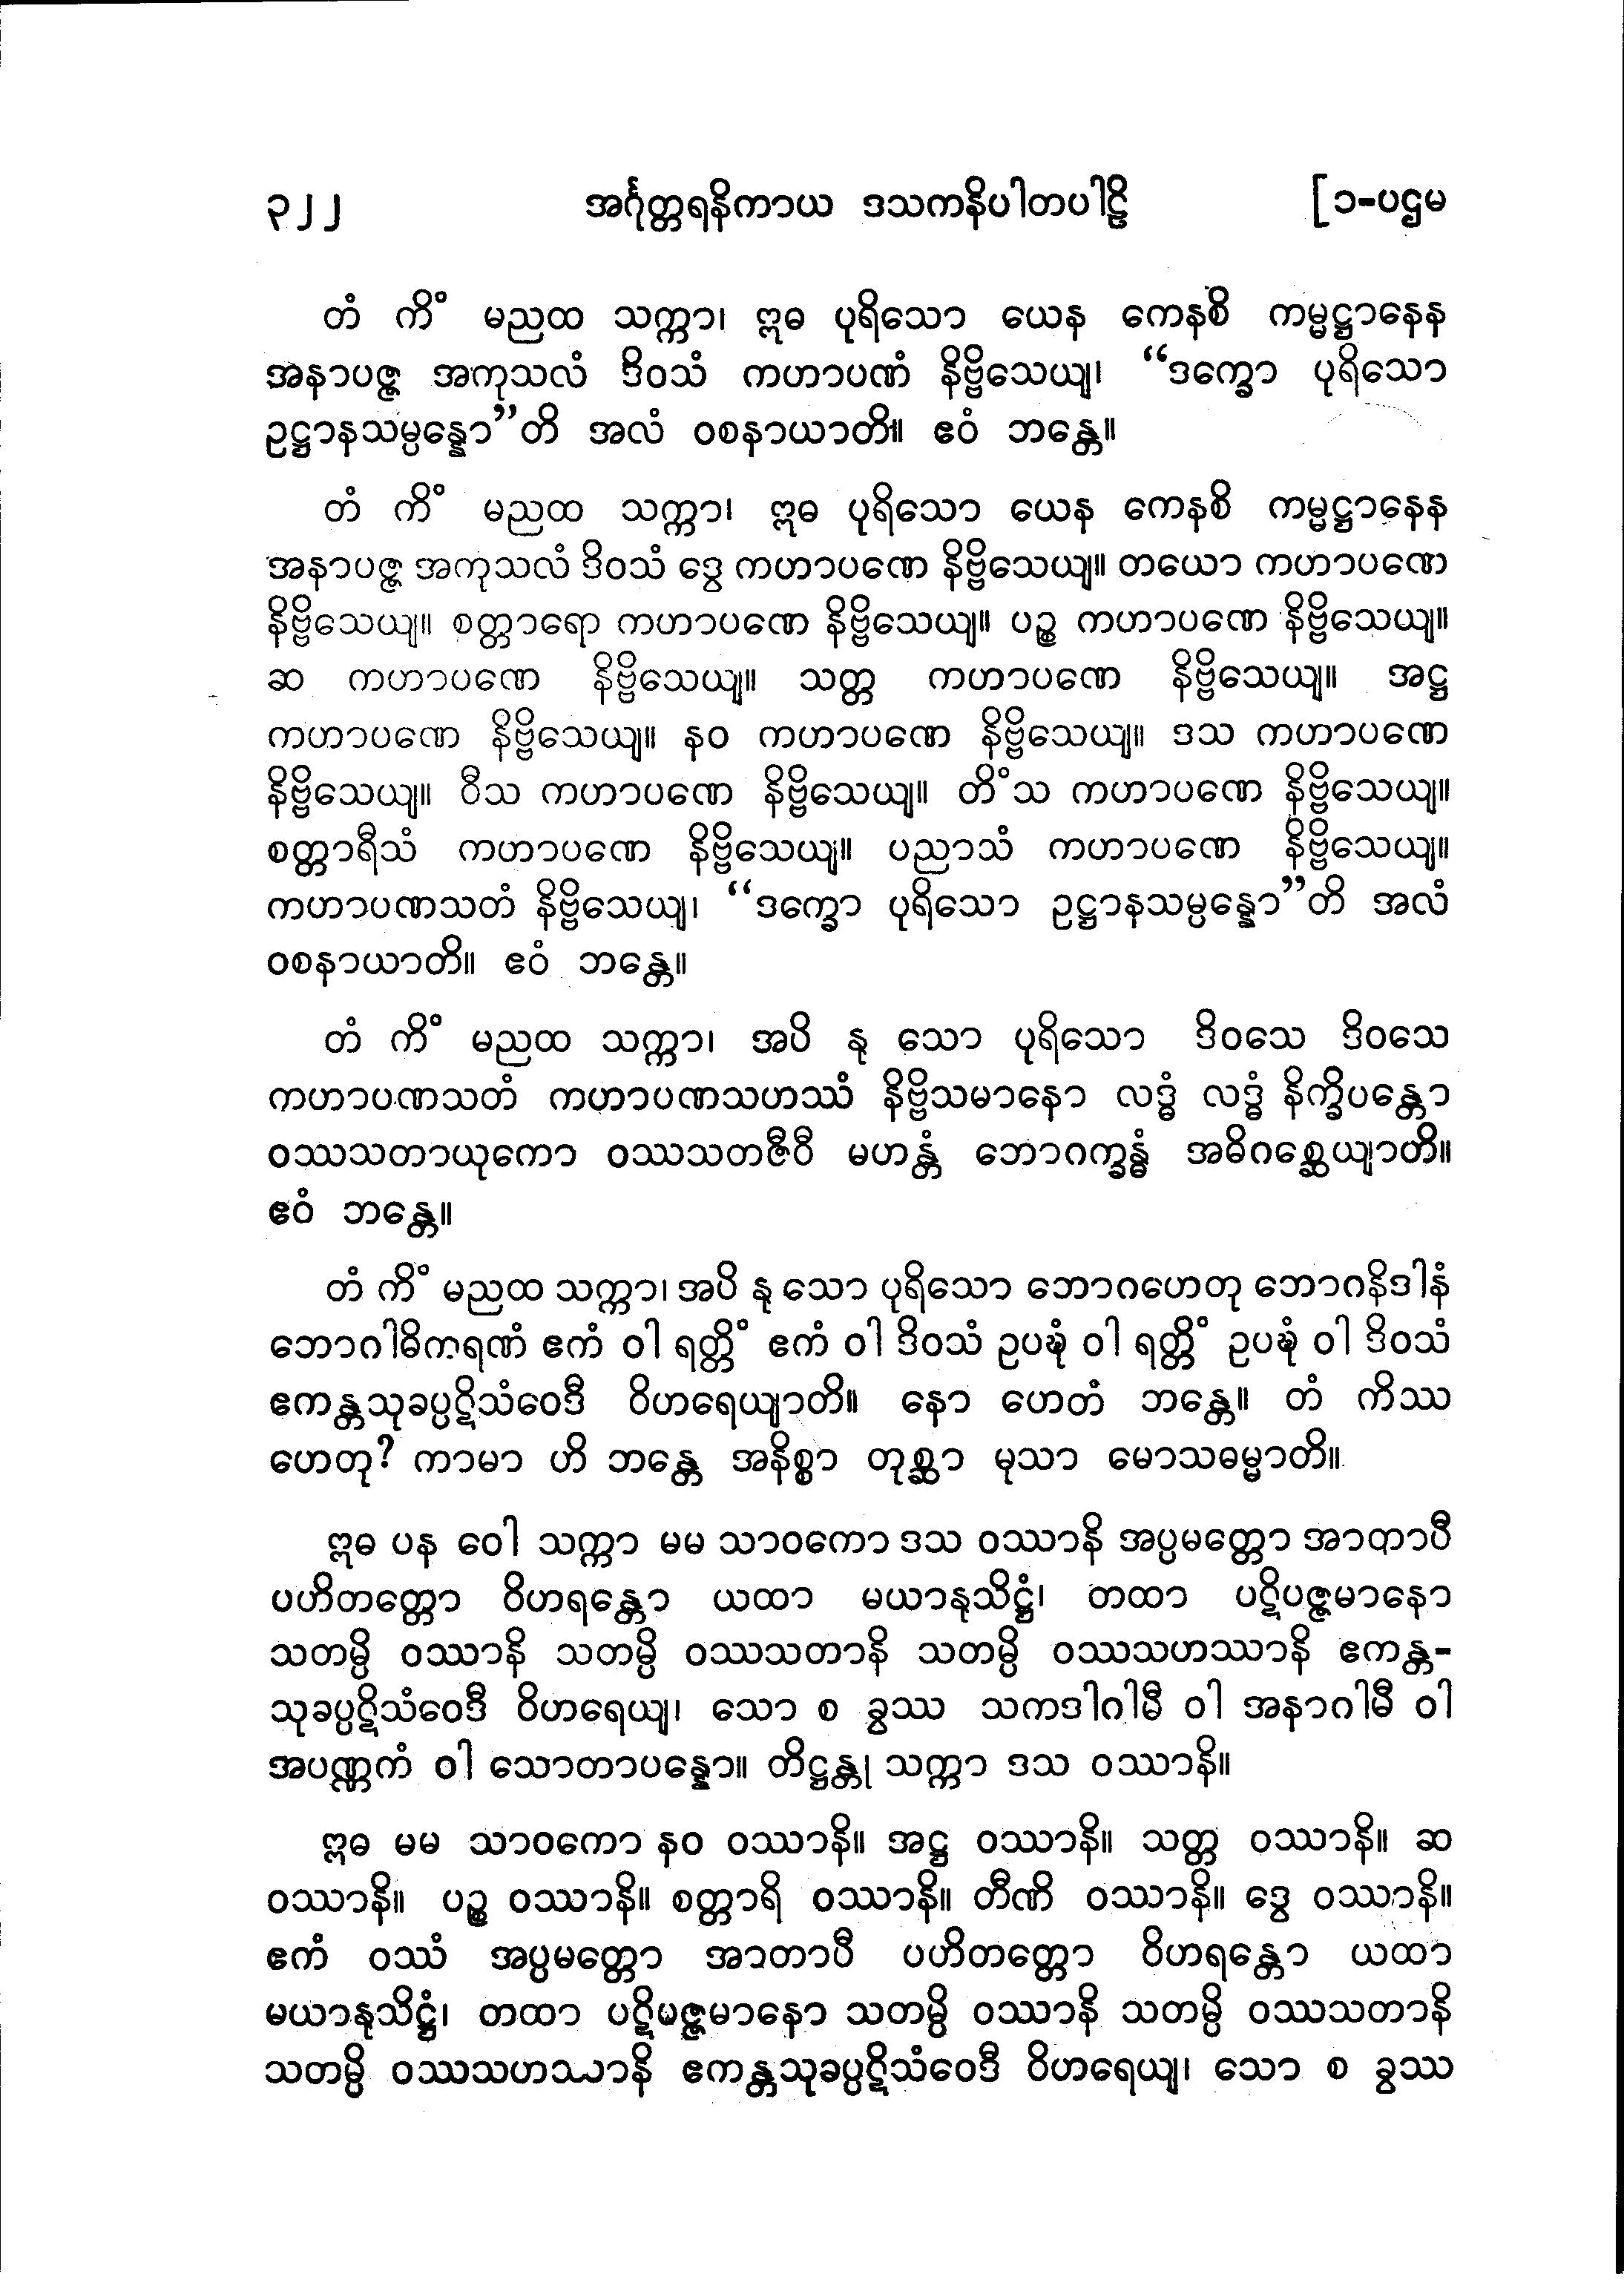 ၃၂၂ အင်္ဂုတ္တရနိကာယ ဒသကနိပါတပါဠိ [၁-ပဌမ
တံ ကိံ မညထ သက္ကာ၊ ဣဓ ပုရိသော ယေန ကေနစိ ကမ္မဋ္ဌာနေန
အနာပဇ္ဇ အကုသလံ ဒိဝသံ ကဟာပဏံ နိဗ္ဗိသေယျ၊ “ဒက္ခော ပုရိသော
ဥဋ္ဌာနသမ္ပန္နော”တိ အလံ ဝစနာယာတိ။ ဧဝံ ဘန္တေ။
တံ ကိံ မညထ သက္ကာ၊ ဣဓ ပုရိသော ယေန ကေနစိ ကမ္မဋ္ဌာနေန
အနာပဇ္ဇ အကုသလံ ဒိဝသံ ဒွေ ကဟာပဏေ နိဗ္ဗိသေယျ။ တယော ကဟာပဏေ
နိဗ္ဗိသေယျ။ စတ္တာရော ကဟာပဏေ နိဗ္ဗိသေယျ။ ပဉ္စ ကဟာပဏေ နိဗ္ဗိသေယျ။
ဆ ကဟာပဏေ နိဗ္ဗိသေယျ။ သတ္တ ကဟာပဏေ နိဗ္ဗိသေယျ။ အဋ္ဌ
ကဟာပဏေ နိဗ္ဗိသေယျ။ နဝ ကဟာပဏေ နိဗ္ဗိသေယျ။ ဒသ ကဟာပဏေ
နိဗ္ဗိသေယျ။ ဝီသ ကဟာပဏေ နိဗ္ဗိသေယျ။ တိံသ ကဟာပဏေ နိဗ္ဗိသေယျ။
စတ္တာရီသံ ကဟာပဏေ နိဗ္ဗိသေယျ။ ပညာသံ ကဟာပဏေ နိဗ္ဗိသေယျ။
ကဟာပဏသတံ နိဗ္ဗိသေယျ၊ “ဒက္ခော ပုရိသော ဥဋ္ဌာနသမ္ပန္နော”တိ အလံ
ဝစနာယာတိ။ ဧဝံ ဘန္တေ။
တံ ကိံ မညထ သက္ကာ၊ အပိ နု သော ပုရိသော ဒိဝသေ ဒိဝသေ
ကဟာပဏသတံ ကဟာပဏသဟဿံ နိဗ္ဗိသမာနော လဒ္ဓံ လဒ္ဓံ နိက္ခိပန္တော
ဝဿသတာယုကော ဝဿသတဇီဝီ မဟန္တံ ဘောဂက္ခန္ဓံ အဓိဂစ္ဆေယျာတိ။
ဧဝံ ဘန္တေ။
တံ ကိံ မညထ သက္ကာ၊ အပိ နု သော ပုရိသော ဘောဂဟေတု ဘောဂနိဒါနံ
ဘောဂါဓိကရဏံ ဧကံ ဝါ ရတ္တိံ ဧကံ ဝါ ဒိဝသံ ဥပဍ္ဎံ ဝါ ရတ္တိံ ဥပဍ္ဎံ ဝါ ဒိဝသံ
ဧကန္တသုခပ္ပဋိသံဝေဒီ ဝိဟရေယျာတိ။ နော ဟေတံ ဘန္တေ။ တံ ကိဿ
ဟေတု? ကာမာ ဟိ ဘန္တေ အနိစ္စာ တုစ္ဆာ မုသာ မောသဓမ္မာတိ။
ဣဓ ပန ဝေါ သက္ကာ မမ သာဝကော ဒသ ဝဿာနိ အပ္ပမတ္တော အာတာပီ
ပဟိတတ္တော ဝိဟရန္တော ယထာ မယာနုသိဋ္ဌံ၊ တထာ ပဋိပဇ္ဇမာနော
သတမ္ပိ ဝဿာနိ သတမ္ပိ ဝဿသတာနိ သတမ္ပိ ဝဿသဟဿာနိ ဧကန္တ-
သုခပ္ပဋိသံဝေဒီ ဝိဟရေယျ၊ သော စ ခွဿ သကဒါဂါမီ ဝါ အနာဂါမီ ဝါ
အပဏ္ဏကံ ဝါ သောတာပန္နော။ တိဋ္ဌန္တု သက္ကာ ဒသ ဝဿာနိ။
ဣဓ မမ သာဝကော နဝ ဝဿာနိ။ အဋ္ဌ ဝဿာနိ။ သတ္တ ဝဿာနိ။ ဆ
ဝဿာနိ။ ပဉ္စ ဝဿာနိ။ စတ္တာရိ ဝဿာနိ။ တီဏိ ဝဿာနိ။ ဒွေ ဝဿာနိ။
ဧကံ ဝဿံ အပ္ပမတ္တော အာတာပီ ပဟိတတ္တော ဝိဟရန္တော ယထာ
မယာနုသိဋ္ဌံ၊ တထာ ပဋိမဇ္ဇမာနော သတမ္ပိ ဝဿာနိ သတမ္ပိ ဝဿသတာနိ
သတမ္ပိ ဝဿသဟဿာနိ ဧကန္တသုခပ္ပဋိသံဝေဒီ ဝိဟရေယျ၊ သော စ ခွဿ